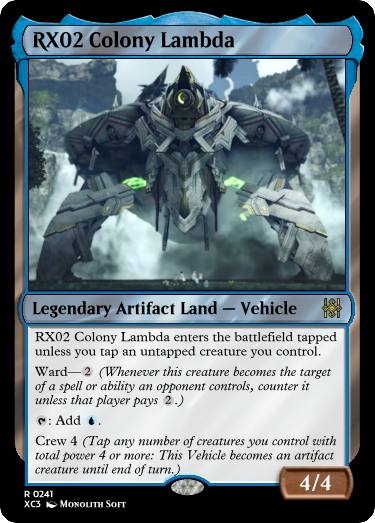 RX02 Colony Lambda
Legendary Artifact Land — Vehicle
RX02 Colony Lambda enters the battlefield tapped
unless you tap an untapped creature you control.
Ward—2 (Whenever this creature becomes the target
of a spell or ability an opponent controls, counter it
unless that player pays 2.)
: Add .
Crew 4 (Tap any number of creatures you control with
total power 4 or more: This Vehicle becomes an artifact
creature until end of turn.)
4/4
R 0241
XC3 Monolith Soft